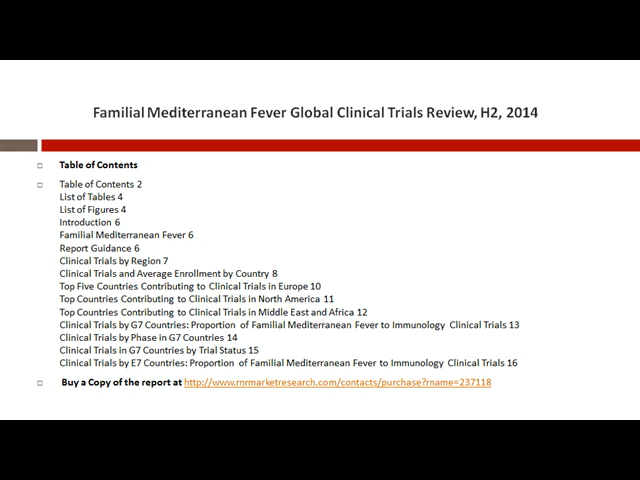 Familial Mediterranean Fever Global Clinical Trials Review, H2, 2014
Table of Contents
Table of Contents 2
List of Tables 4
List of Figures 4
Introduction 6
Familial Mediterranean Fever 6
Report Guidance 6
Clinical Trials by Region 7
Clinical Trials and Average Enrollment by Country 8
Top Five Countries Contributing to Clinical Trials in Europe 10
Top Countries Contributing to Clinical Trials in North America 11
Top Countries Contributing to Clinical Trials in Middle East and Africa 12
Clinical Trials by G7 Countries: Proportion of Familial Mediterranean Fever to Immunology Clinical Trials 13
Clinical Trials by Phase in G7 Countries 14
Clinical Trials in G7 Countries by Trial Status 15
Clinical Trials by E7 Countries: Proportion of Familial Mediterranean Fever to Immunology Clinical Trials 16
Buy a Copy of the report at http://www.rnrmarketresearch.com/contacts/purchase?rname=237118